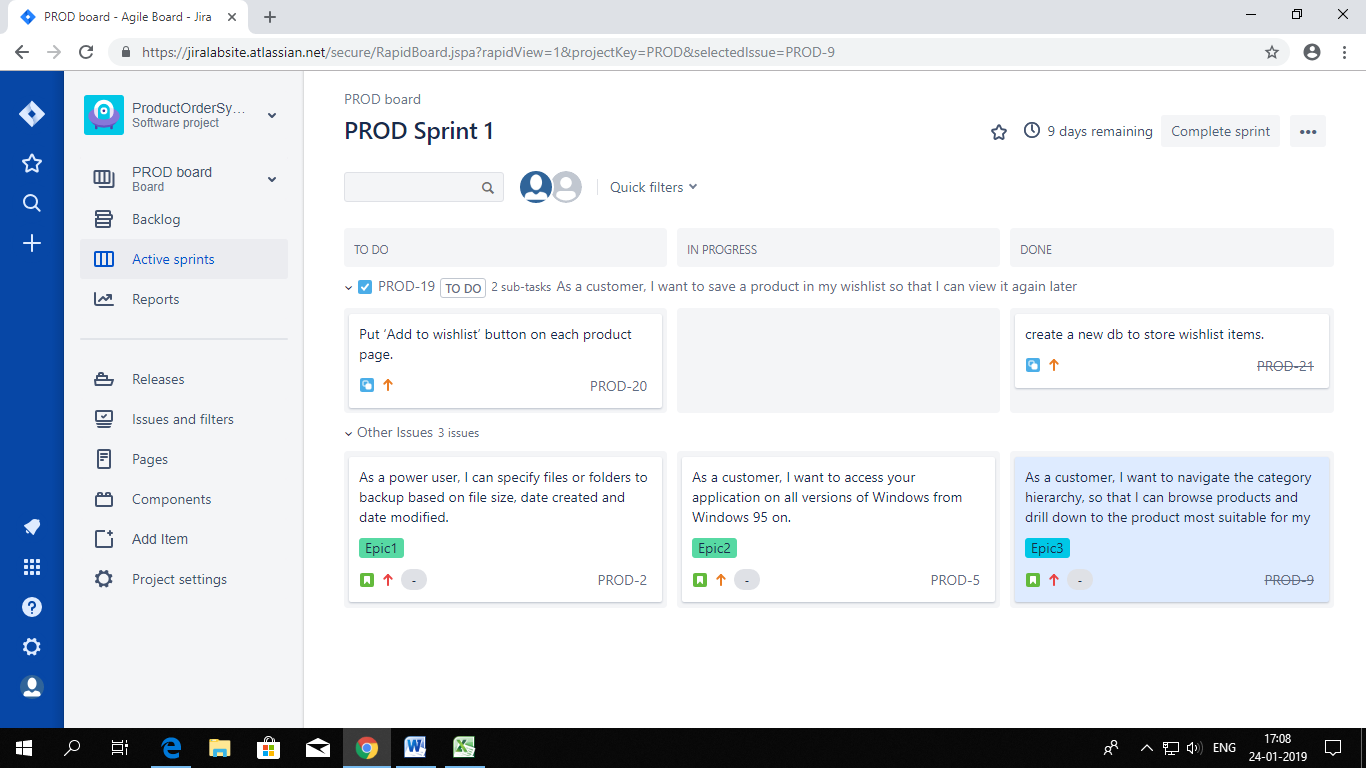 PROD board - Agile Board - Jira
https://jiralabsite.atlassian.net/secure/RapidBoard.jspa?rapidView=1&projectKey=PROD&selectedIssue=PROD-9
ProductOrderSy...
Software project
PROD board
Board
Backlog
Active sprints
Reports
Releases
Issues and filters
Pages
Components
Add Item
Project settings
PROD board
PROD Sprint 1
9 days remaining
Complete sprint
Quick filters
TO DO
IN PROGRESS
DONE
PROD-19 TO DO 2 sub-tasks As a customer, I want to save a product in my wishlist so that I can view it again later
Put ‘Add to wishlist’ button on each product
page.
PROD-20
create a new db to store wishlist items.
PROD-21
Other Issues 3 issues
As a power user, I can specify files or folders to
backup based on file size, date created and
date modified.
Epic1
-
PROD-2
As a customer, I want to access your
application on all versions of Windows from
Windows 95 on.
Epic2
-
PROD-5
As a customer, I want to navigate the category
hierarchy, so that I can browse products and
drill down to the product most suitable for my
Epic3
-
PROD-9
ENG
17:08
24-01-2019